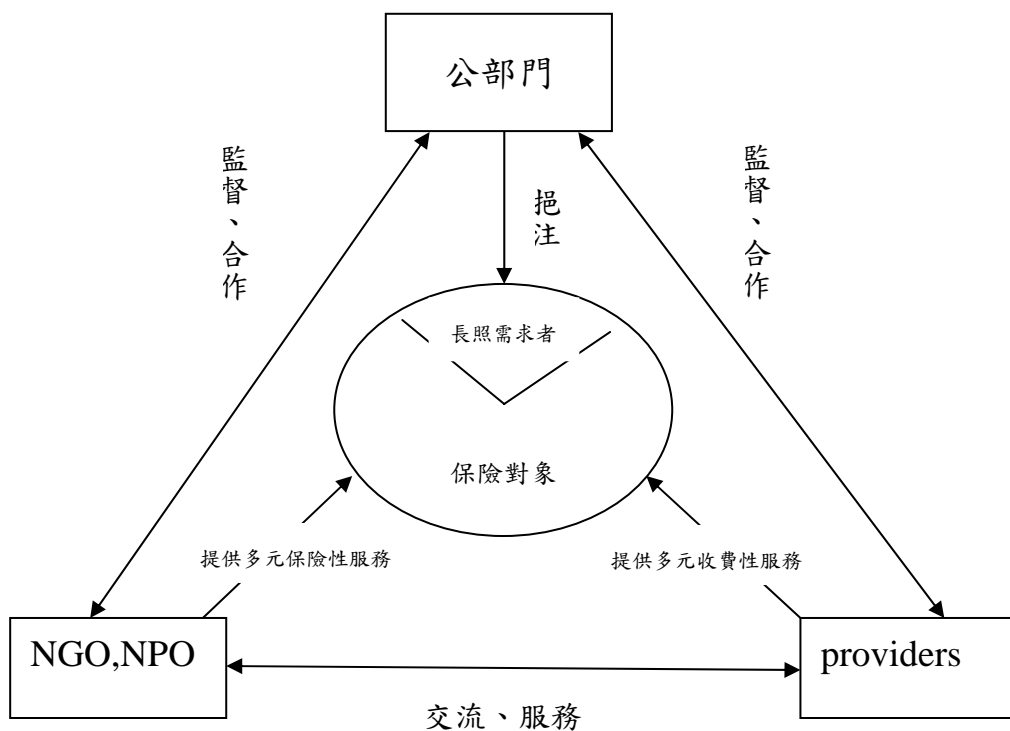 公部門
監督、合作
挹注
監督、合作
長照需求者
保險對象
提供多元保險性服務
提供多元收費性服務
NGO,NPO
providers
交流、服務